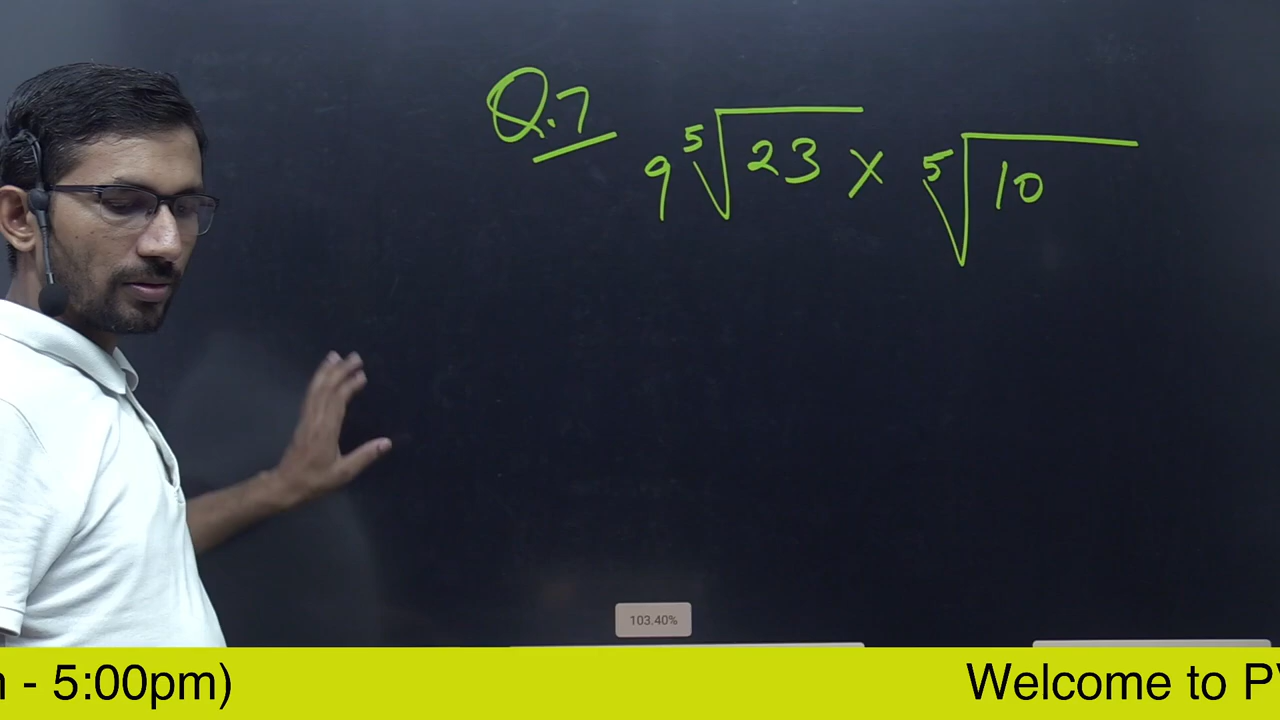 Q.7 9 ⁵√23 × ⁵√10
103.40%
- 5:00pm) Welcome to